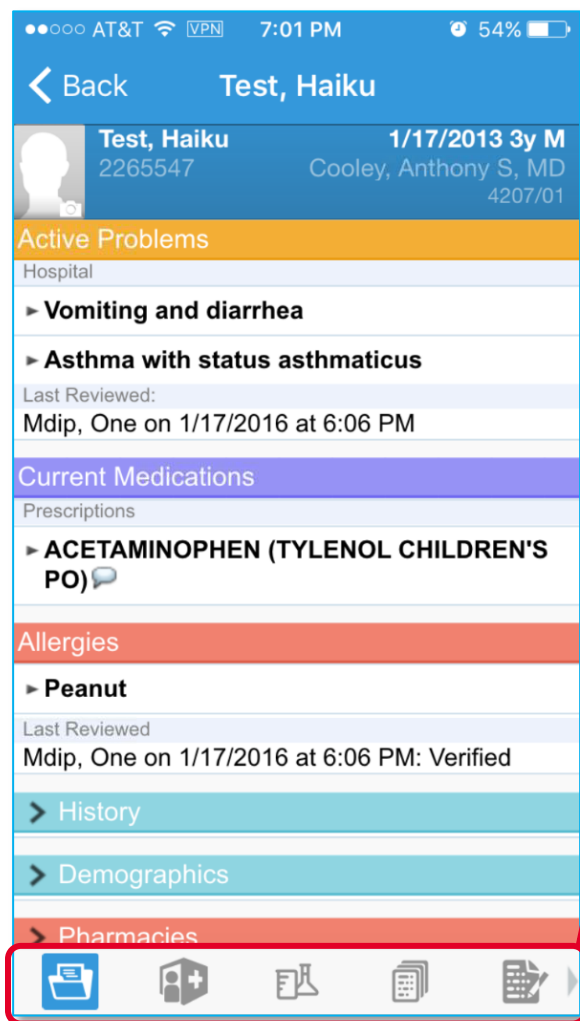 AT&T VPN 7:01 PM 54%
Back Test, Haiku
Test, Haiku 1/17/2013 3y M
2265547 Cooley, Anthony S, MD
4207/01
Active Problems
Hospital
Vomiting and diarrhea
Asthma with status asthmaticus
Last Reviewed:
Mdip, One on 1/17/2016 at 6:06 PM
Current Medications
Prescriptions
ACETAMINOPHEN (TYLENOL CHILDREN'S
PO)
Allergies
Peanut
Last Reviewed
Mdip, One on 1/17/2016 at 6:06 PM: Verified
History
Demographics
Pharmacies